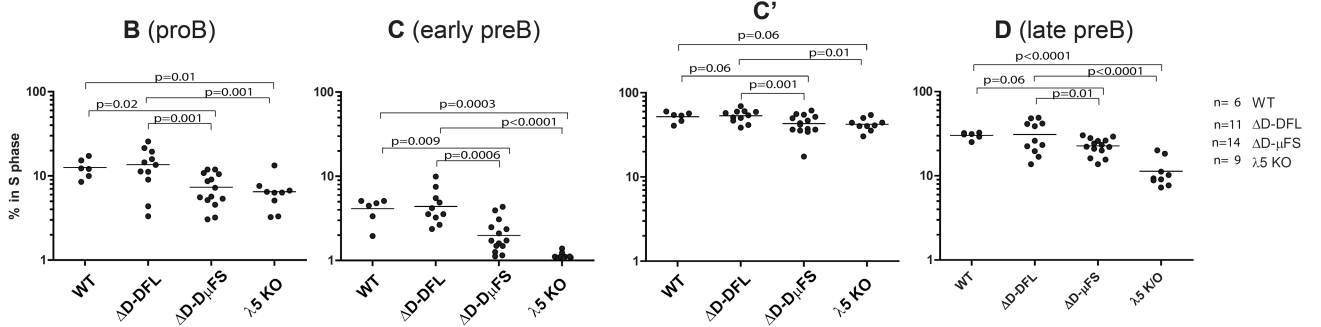 B (proB)
p=0.01
p=0.001
p=0.02
p=0.001
% in S phase
100
10
1
WT
ΔD-DFL
ΔD-DμFS
λ5 KO
C (early preB)
p=0.0003
p<0.0001
p=0.009
p=0.0006
100
10
1
WT
ΔD-DFL
ΔD-DμFS
λ5 KO
C’
p=0.06
p=0.01
p=0.06
p=0.001
100
10
1
WT
ΔD-DFL
ΔD-DμFS
λ5 KO
D (late preB)
p<0.0001
p<0.0001
p=0.06
p=0.01
100
10
1
WT
ΔD-DFL
ΔD-μFS
λ5 K/O
n= 6 WT
n=11 ΔD-DFL
n=14 ΔD-μFS
n= 9 λ5 KO